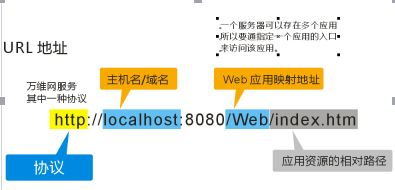 一个服务器可以存在多个应用
所以要通指定一个应用的入口
来访问该应用。
URL 地址
万维网服务
其中一种协议
主机名/域名
Web 应用映射地址
http://localhost:8080/Web/index.htm
协议
应用资源的相对路径